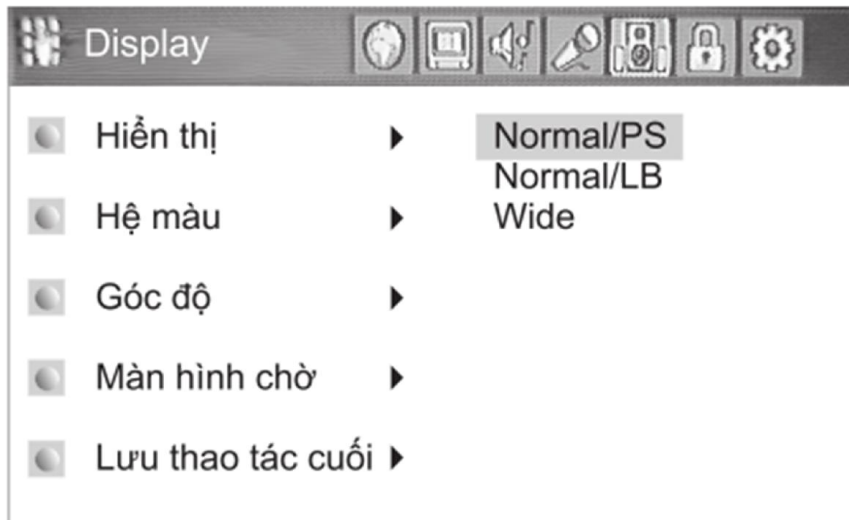 Display
Hiển thị
Normal/PS
Normal/LB
Hệ màu
Wide
Góc độ
Màn hình chờ
Lưu thao tác cuối